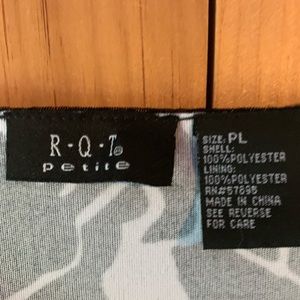 R·Q·T®
petite
SIZE: PL
SHELL:
100%POLYESTER
LINING:
100%POLYESTER
RN#57895
MADE IN CHINA
SEE REVERSE
FOR CARE